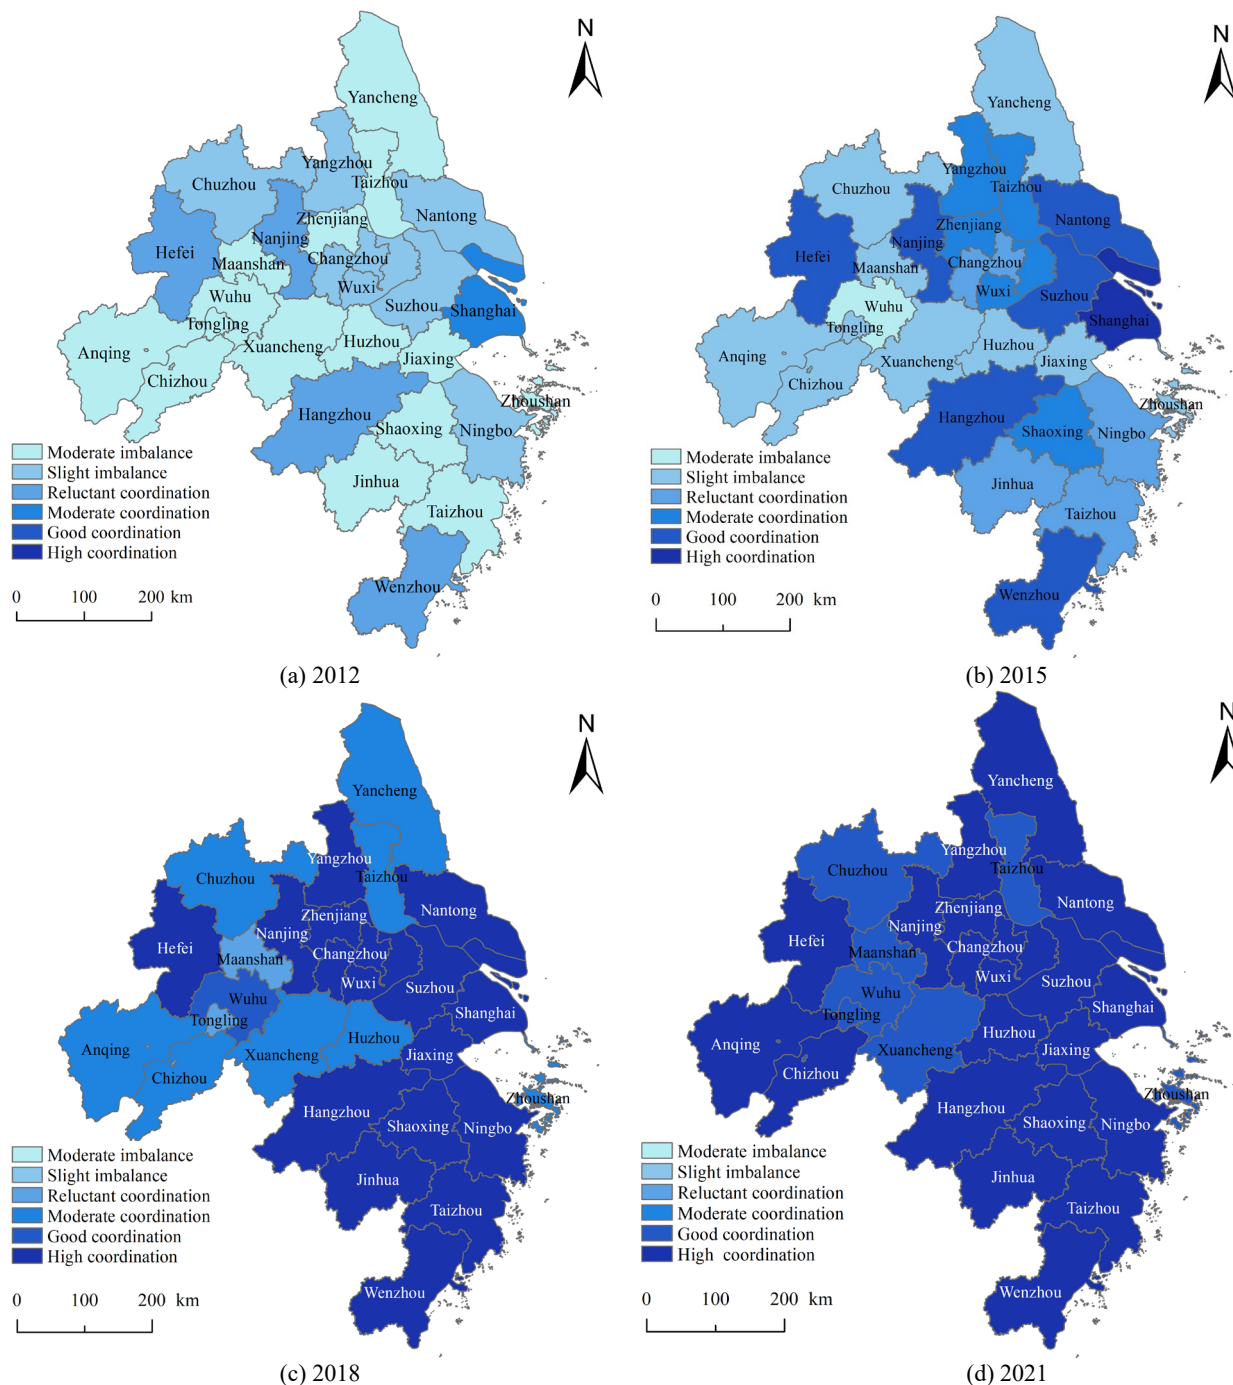 N
Yancheng
Yangzhou
Taizhou
Chuzhou
Nantong
Zhenjiang
Nanjing
Hefei
Changzhou
Maanshan
Wuxi
Wuhu
Suzhou
Shanghai
Tongling
Huzhou
Xuancheng
Jiaxing
Anqing
Chizhou
Hangzhou
Zhoushan
Shaoxing
Ningbo
Jinhua
Taizhou
Wenzhou
Moderate imbalance
Slight imbalance
Reluctant coordination
Moderate coordination
Good coordination
High coordination
0 100 200 km
(a) 2012
N
Yancheng
Yangzhou
Taizhou
Chuzhou
Nantong
Zhenjiang
Nanjing
Hefei
Changzhou
Maanshan
Wuxi
Suzhou
Wuhu
Shanghai
Tongling
Huzhou
Xuancheng
Jiaxing
Anqing
Chizhou
Hangzhou
Zhoushan
Shaoxing
Ningbo
Jinhua
Taizhou
Wenzhou
Moderate imbalance
Slight imbalance
Reluctant coordination
Moderate coordination
Good coordination
High coordination
0 100 200 km
(b) 2015
N
Yancheng
Yangzhou
Taizhou
Chuzhou
Nantong
Zhenjiang
Nanjing
Hefei
Changzhou
Maanshan
Wuxi
Suzhou
Wuhu
Shanghai
Tongling
Huzhou
Xuancheng
Jiaxing
Anqing
Chizhou
Hangzhou
Zhoushan
Shaoxing
Ningbo
Jinhua
Taizhou
Wenzhou
Moderate imbalance
Slight imbalance
Reluctant coordination
Moderate coordination
Good coordination
High coordination
0 100 200 km
(c) 2018
N
Yancheng
Yangzhou
Taizhou
Chuzhou
Nantong
Zhenjiang
Nanjing
Hefei
Changzhou
Maanshan
Wuxi
Suzhou
Wuhu
Shanghai
Tongling
Huzhou
Xuancheng
Jiaxing
Anqing
Chizhou
Hangzhou
Zhoushan
Shaoxing
Ningbo
Jinhua
Taizhou
Wenzhou
Moderate imbalance
Slight imbalance
Reluctant coordination
Moderate coordination
Good coordination
High coordination
0 100 200 km
(d) 2021